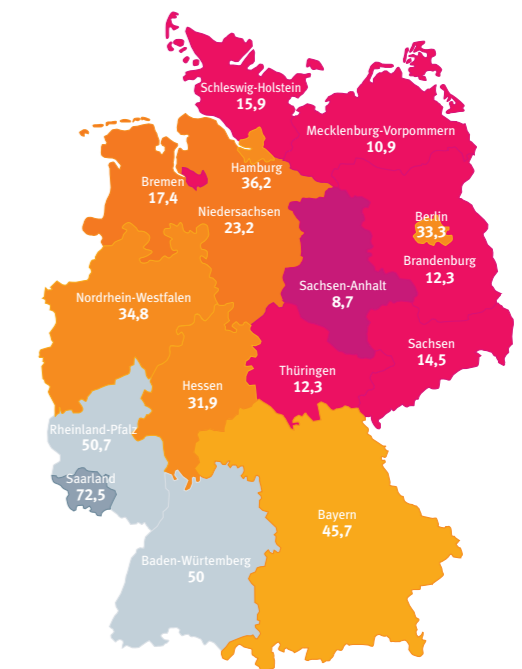 Schleswig-Holstein
15,9
Mecklenburg-Vorpommern
10,9
Hamburg
36,2
Bremen
17,4
Niedersachsen
23,2
Berlin
33,3
Brandenburg
12,3
Sachsen-Anhalt
8,7
Nordrhein-Westfalen
34,8
Sachsen
14,5
Thüringen
12,3
Hessen
31,9
Rheinland-Pfalz
50,7
Saarland
72,5
Bayern
45,7
Baden-Würtemberg
50